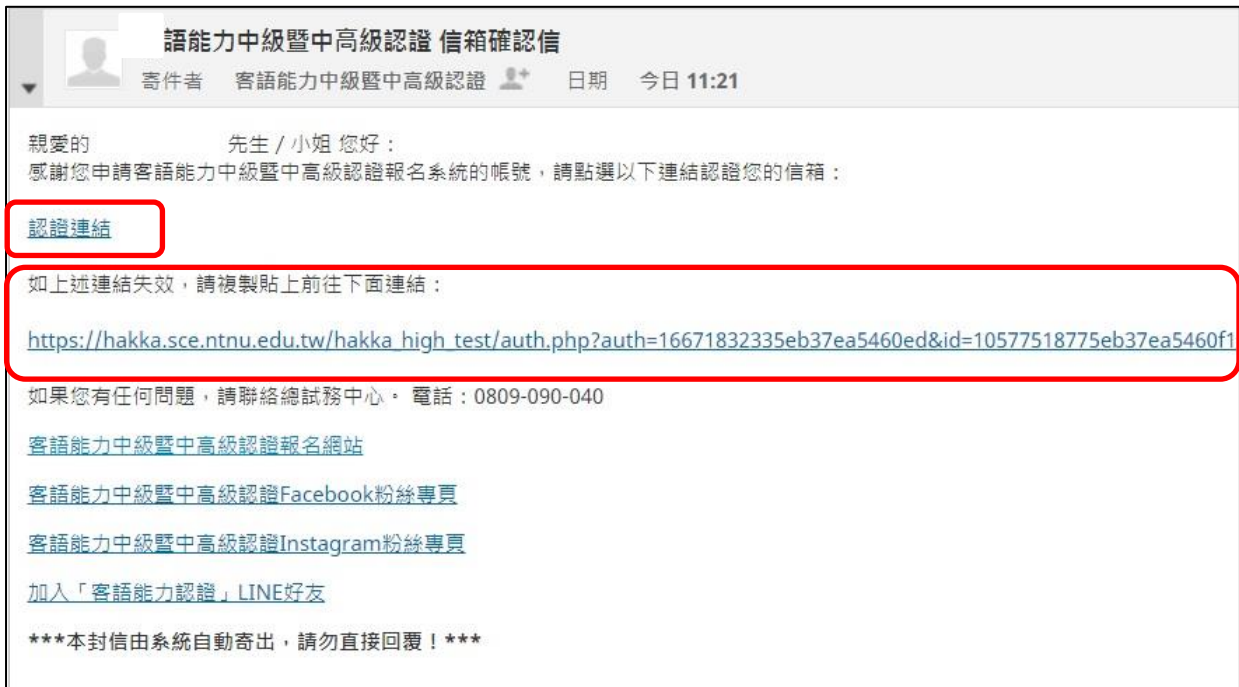 語能力中級暨中高級認證 信箱確認信
寄件者 客語能力中級暨中高級認證 日期 今日 11:21
親愛的 先生 / 小姐 您好：
感謝您申請客語能力中級暨中高級認證報名系統的帳號，請點選以下連結認證您的信箱：
認證連結
如上述連結失效，請複製貼上前往下面連結：
https://hakka.sce.ntnu.edu.tw/hakka_high_test/auth.php?auth=16671832335eb37ea5460ed&id=10577518775eb37ea5460f1
如果您有任何問題，請聯絡總試務中心。 電話：0809-090-040
客語能力中級暨中高級認證報名網站
客語能力中級暨中高級認證Facebook粉絲專頁
客語能力中級暨中高級認證Instagram粉絲專頁
加入「客語能力認證」LINE好友
***本封信由系統自動寄出，請勿直接回覆！***